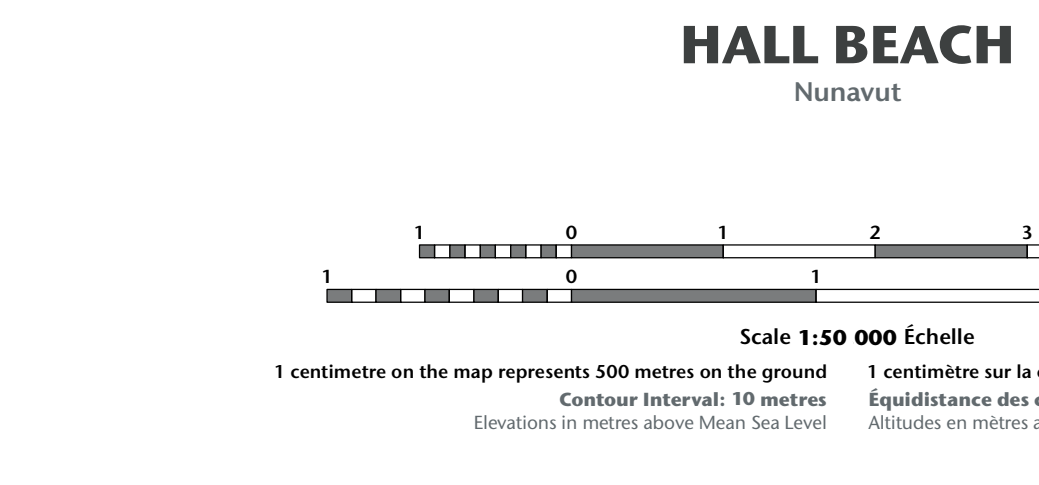 HALL BEACH
Nunavut
1 0 1 2 3
1 0 1
Scale 1:50 000 Échelle
1 centimetre on the map represents 500 metres on the ground
1 centimètre sur la
Contour Interval: 10 metres
Équidistance des
Elevations in metres above Mean Sea Level
Altitudes en mètres